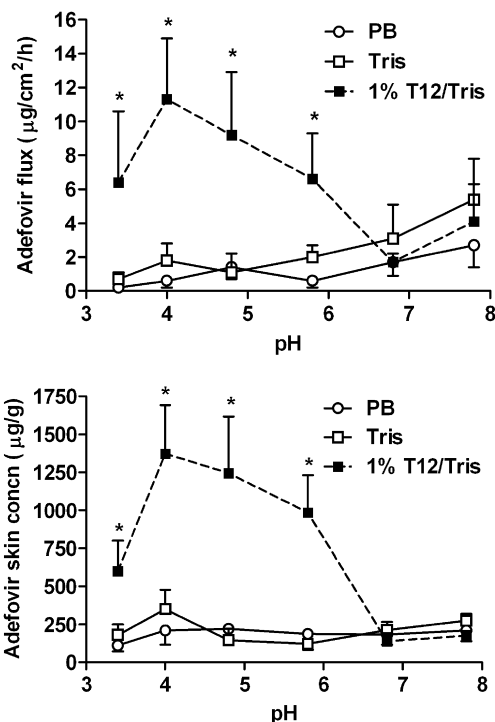 16
14
12
10
8
6
4
2
0
Adefovir flux ( µg/cm²/h)
PB
Tris
1% T12/Tris
*
*
*
*
3 4 5 6 7 8
pH
1750
1500
1250
1000
750
500
250
0
Adefovir skin concn ( µg/g)
PB
Tris
1% T12/Tris
*
*
*
*
3 4 5 6 7 8
pH